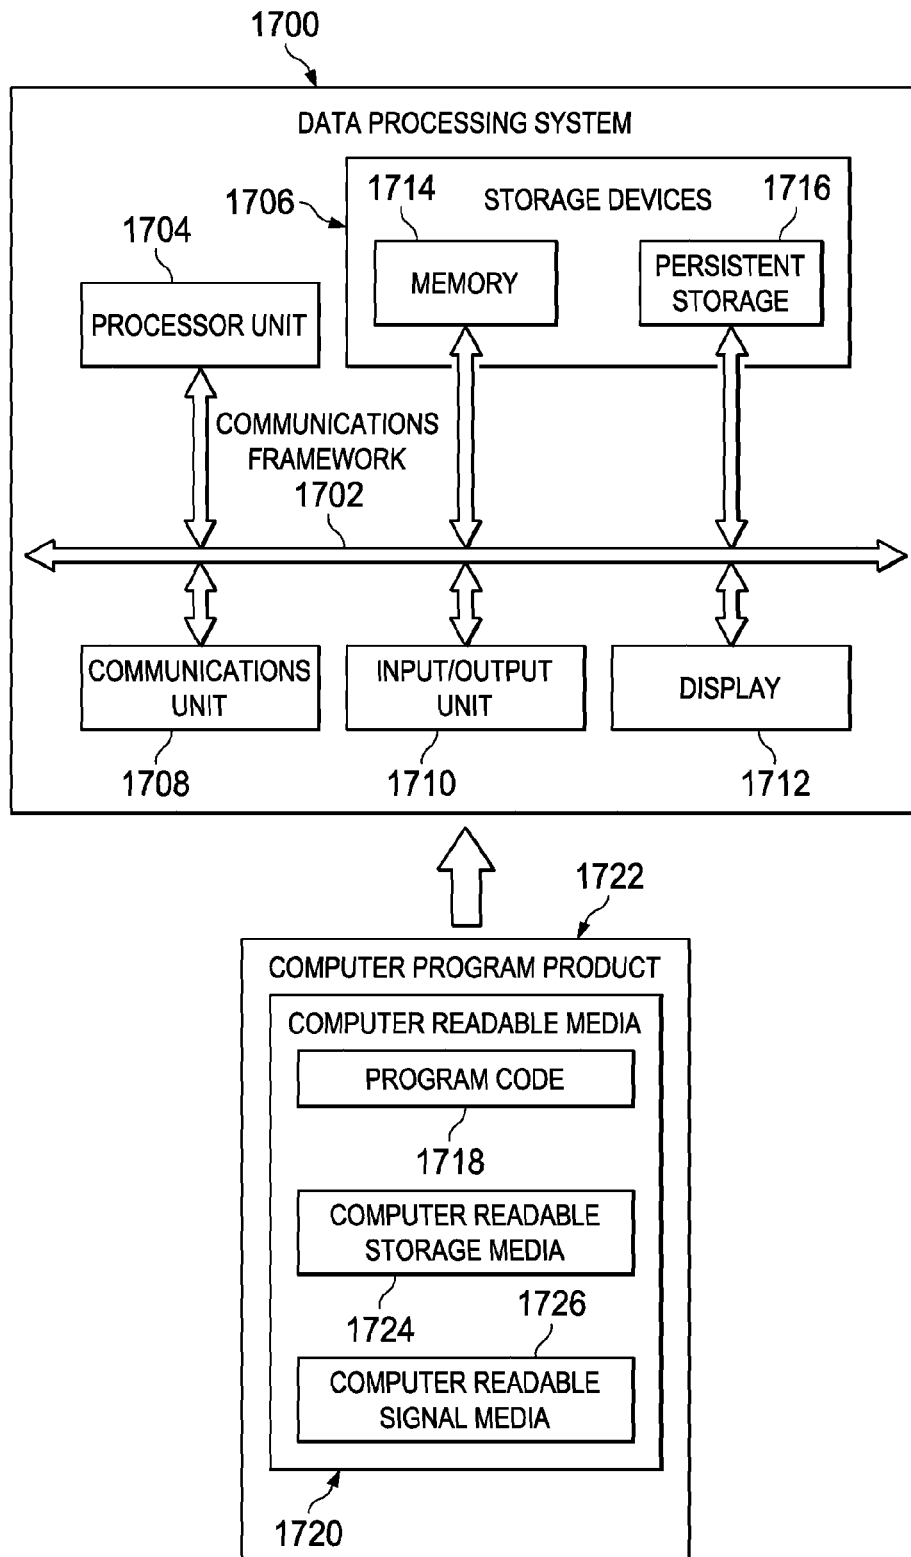 1700
DATA PROCESSING SYSTEM
1706
1714
STORAGE DEVICES
1716
1704
MEMORY
PERSISTENT
STORAGE
PROCESSOR UNIT
COMMUNICATIONS
FRAMEWORK
1702
COMMUNICATIONS
UNIT
INPUT/OUTPUT
UNIT
DISPLAY
1708
1710
1712
1722
COMPUTER PROGRAM PRODUCT
COMPUTER READABLE MEDIA
PROGRAM CODE
1718
COMPUTER READABLE
STORAGE MEDIA
1724
1726
COMPUTER READABLE
SIGNAL MEDIA
1720